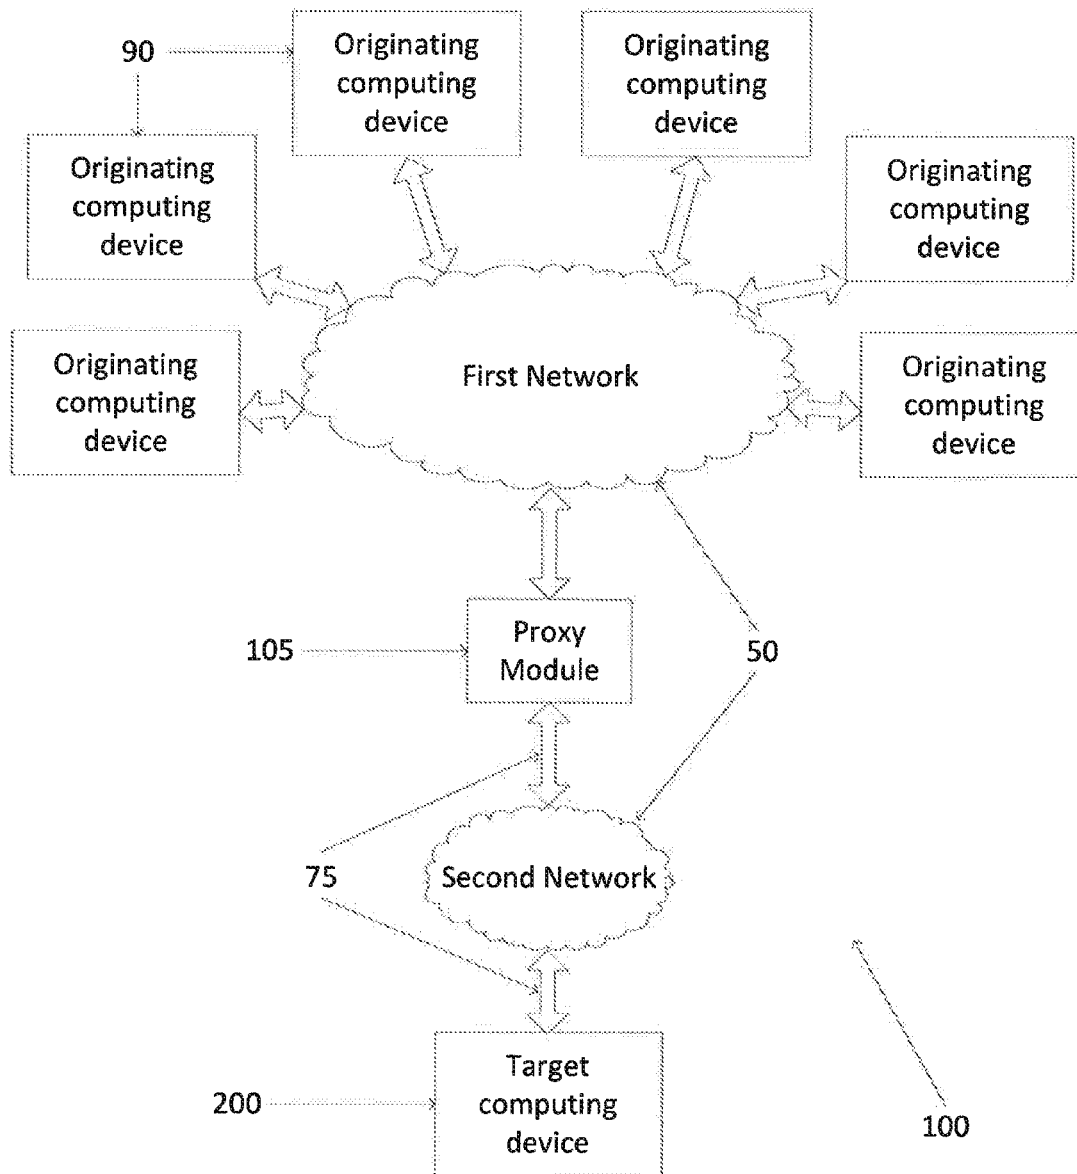 90
Originating
computing
device
Originating
computing
device
Originating
computing
device
Originating
computing
device
Originating
computing
device
First Network
Originating
computing
device
105
Proxy
Module
50
75
Second Network
200
Target
computing
device
100